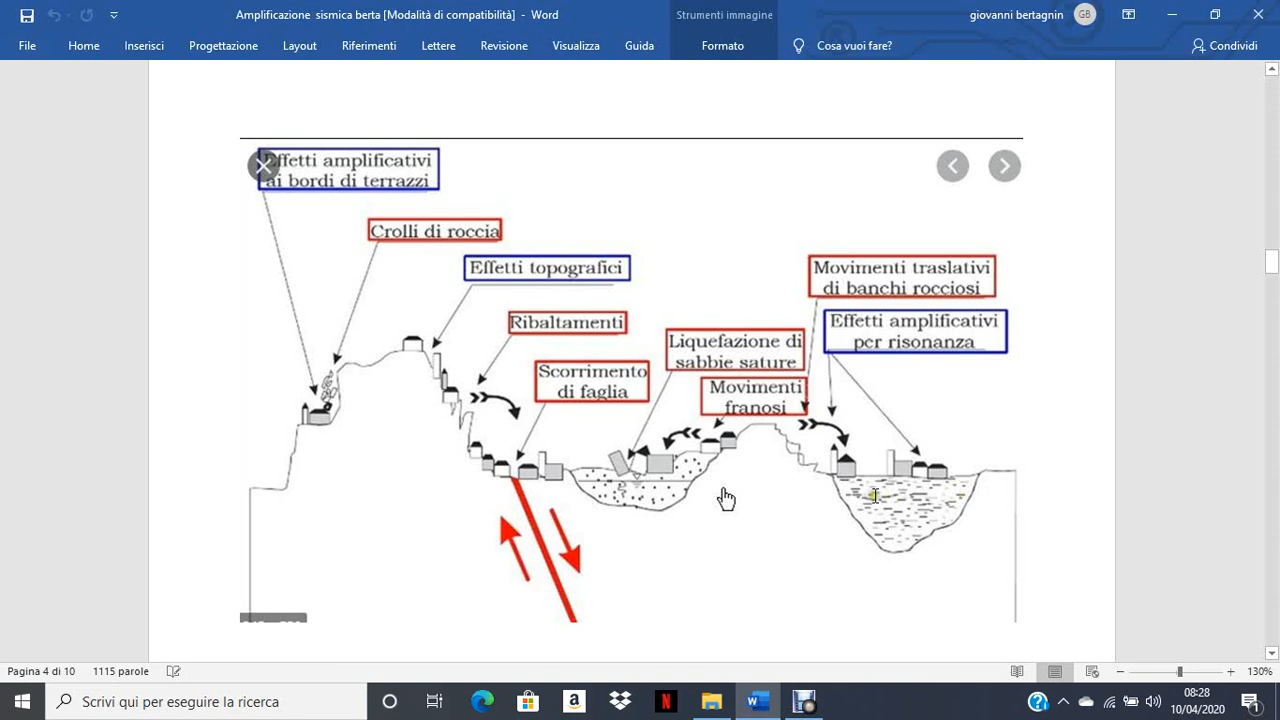 Amplificazione sismica berta [Modalità di compatibilità] - Word
Strumenti immagine
giovanni bertagnin
GB
File
Home
Inserisci
Progettazione
Layout
Riferimenti
Lettere
Revisione
Visualizza
Guida
Formato
Cosa vuoi fare?
Condividi
Effetti amplificativi
ai bordi di terrazzi
Crolli di roccia
Effetti topografici
Ribaltamenti
Scorrimento
di faglia
Liquefazione di
sabbie sature
Movimenti
franosi
Movimenti traslativi
di banchi rocciosi
Effetti amplificativi
per risonanza
Pagina 4 di 10
1115 parole
130%
Scrivi qui per eseguire la ricerca
08:28
10/04/2020
1